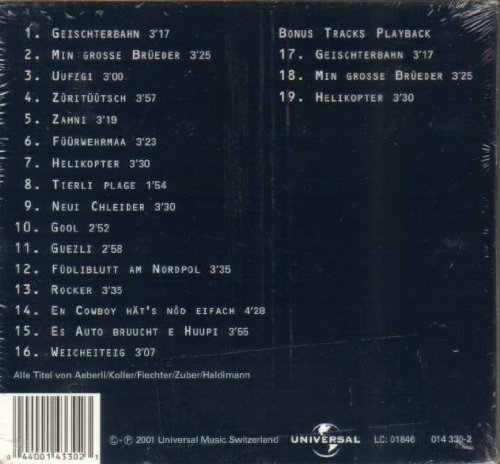 1. Geischterbahn 3'17
2. Min grosse Brüeder 3'25
3. Uufzgi 3'00
4. Züritüütsch 3'57
5. Zahni 3'19
6. Füürwehrmaa 3'23
7. Helikopter 3'30
8. Tierli plage 1'54
9. Neui Chleider 3'30
10. Gool 2'52
11. Guezli 2'58
12. Füdliblutt am Nordpol 3'35
13. Rocker 3'35
14. En Cowboy hät's nöd eifach 4'28
15. Es Auto bruucht e Huupi 3'55
16. Weicheiteig 3'07
Bonus Tracks Playback
17. Geischterbahn 3'17
18. Min grosse Brüeder 3'25
19. Helikopter 3'30
Alle Titel von Aeberli/Koller/Fiechter/Zuber/Haldimann
0 44001 43302 1
©+℗ 2001 Universal Music Switzerland
UNIVERSAL
LC: 01846
014 330-2